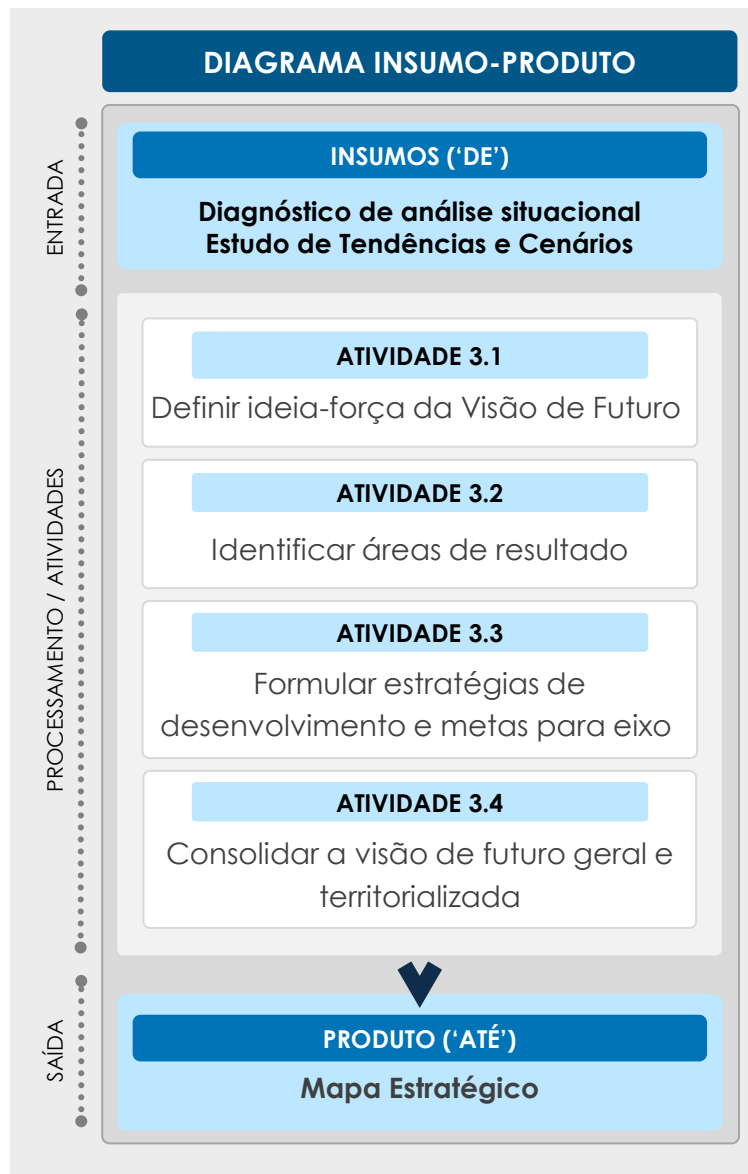 DIAGRAMA INSUMO-PRODUTO
ENTRADA
INSUMOS (‘DE’)
Diagnóstico de análise situacional
Estudo de Tendências e Cenários
PROCESSAMENTO / ATIVIDADES
ATIVIDADE 3.1
Definir ideia-força da Visão de Futuro
ATIVIDADE 3.2
Identificar áreas de resultado
ATIVIDADE 3.3
Formular estratégias de
desenvolvimento e metas para eixo
ATIVIDADE 3.4
Consolidar a visão de futuro geral e
territorializada
SAÍDA
PRODUTO (‘ATÉ’)
Mapa Estratégico